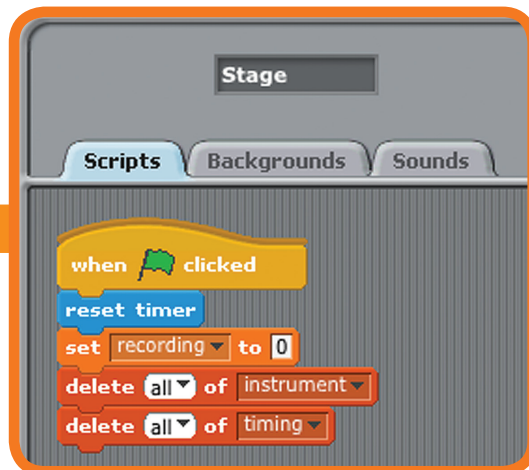 Stage
Scripts Backgrounds Sounds
when clicked
reset timer
set recording to 0
delete all of instrument
delete all of timing